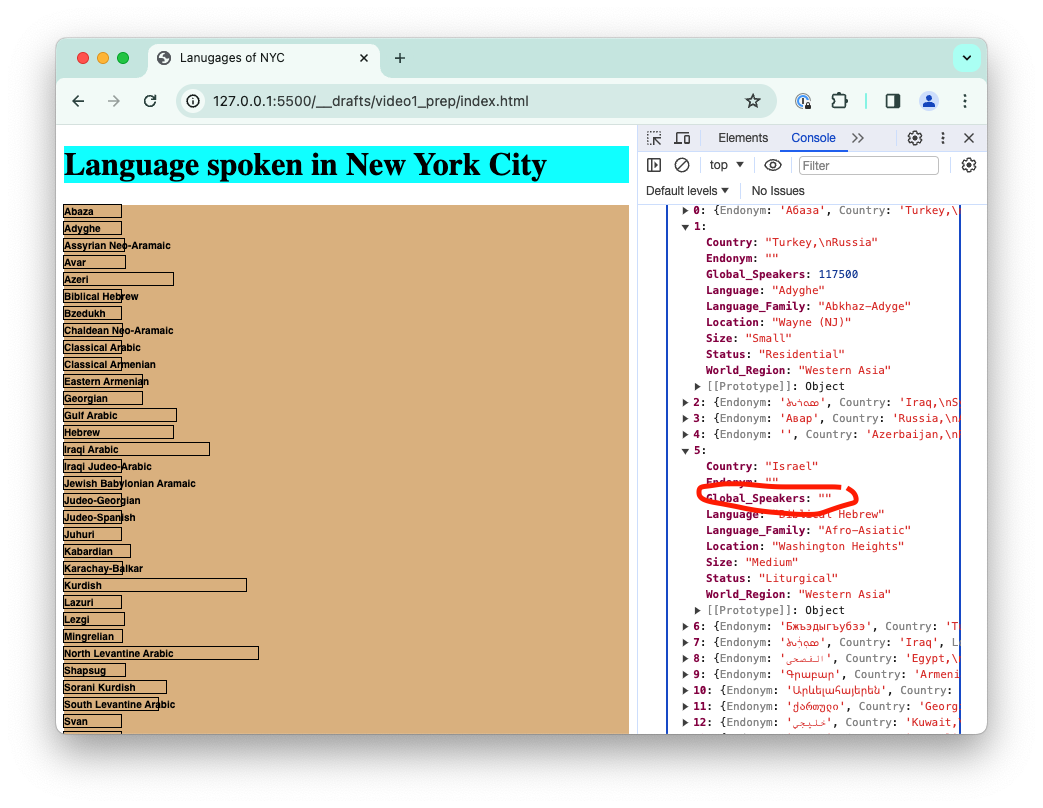 Lanugages of NYC
127.0.0.1:5500/__drafts/video1_prep/index.html
Language spoken in New York City
Abaza
Adyghe
Assyrian Neo-Aramaic
Avar
Azeri
Biblical Hebrew
Bzedukh
Chaldean Neo-Aramaic
Classical Arabic
Classical Armenian
Eastern Armenian
Georgian
Gulf Arabic
Hebrew
Iraqi Arabic
Iraqi Judeo-Arabic
Jewish Babylonian Aramaic
Judeo-Georgian
Judeo-Spanish
Juhuri
Kabardian
Karachay-Balkar
Kurdish
Lazuri
Lezgi
Mingrelian
North Levantine Arabic
Shapsug
Sorani Kurdish
South Levantine Arabic
Svan
Elements Console
top Filter
Default levels No Issues
0: {Endonym: 'Абаза', Country: 'Turkey,\
1:
Country: "Turkey,\nRussia"
Endonym: ""
Global_Speakers: 117500
Language: "Adyghe"
Language_Family: "Abkhaz-Adyge"
Location: "Wayne (NJ)"
Size: "Small"
Status: "Residential"
World_Region: "Western Asia"
[[Prototype]]: Object
2: {Endonym: Country: 'Iraq,\nS
3: {Endonym: 'Авар', Country: 'Russia,\n
4: {Endonym: '', Country: 'Azerbaijan,\n
5:
Country: "Israel"
Endonym: ""
Global_Speakers: ""
Language: "Biblical Hebrew"
Language_Family: "Afro-Asiatic"
Location: "Washington Heights"
Size: "Medium"
Status: "Liturgical"
World_Region: "Western Asia"
[[Prototype]]: Object
6: {Endonym: 'Бжъэдыгъубзэ', Country: 'T
7: {Endonym: Country: 'Iraq', L
8: {Endonym: 'الفصحى', Country: 'Egypt,\
9: {Endonym: 'Գրաբար', Country: 'Armeni
10: {Endonym: 'Արևելահայերեն', Country:
11: {Endonym: 'ქართული', Country: 'Georg
12: {Endonym: 'خليجي', Country: 'Kuwait,